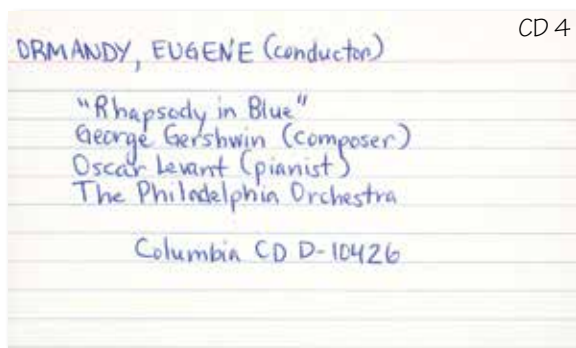 CD 4
ORMANDY, EUGENE (conductor)
"Rhapsody in Blue"
George Gershwin (composer)
Oscar Levant (pianist)
The Philadelphia Orchestra
Columbia CD D-10426